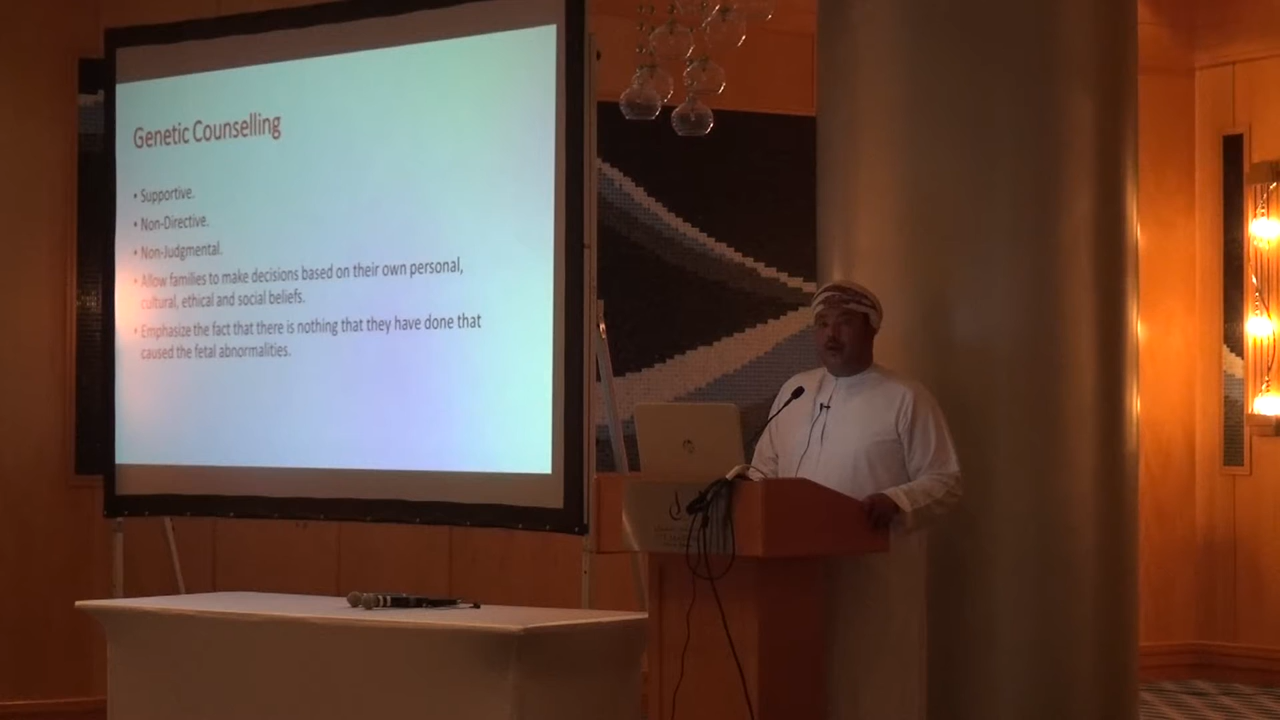 Genetic Counselling
• Supportive.
• Non-Directive.
• Non-Judgmental.
• Allow families to make decisions based on their own personal,
cultural, ethical and social beliefs.
• Emphasize the fact that there is nothing that they have done that
caused the fetal abnormalities.